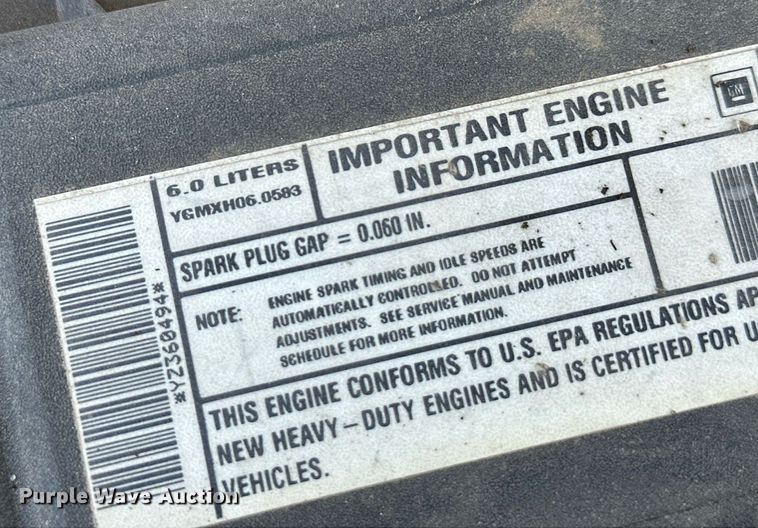 6.0 LITERS
YGMXH06.0583
IMPORTANT ENGINE
INFORMATION
GM
SPARK PLUG GAP = 0.060 IN.
NOTE: ENGINE SPARK TIMING AND IDLE SPEEDS ARE
AUTOMATICALLY CONTROLLED. DO NOT ATTEMPT
ADJUSTMENTS. SEE SERVICE MANUAL AND MAINTENANCE
SCHEDULE FOR MORE INFORMATION.
THIS ENGINE CONFORMS TO U.S. EPA REGULATIONS AP
NEW HEAVY-DUTY ENGINES AND IS CERTIFIED FOR U
VEHICLES.
*YZ360494*
Purple Wave Auction